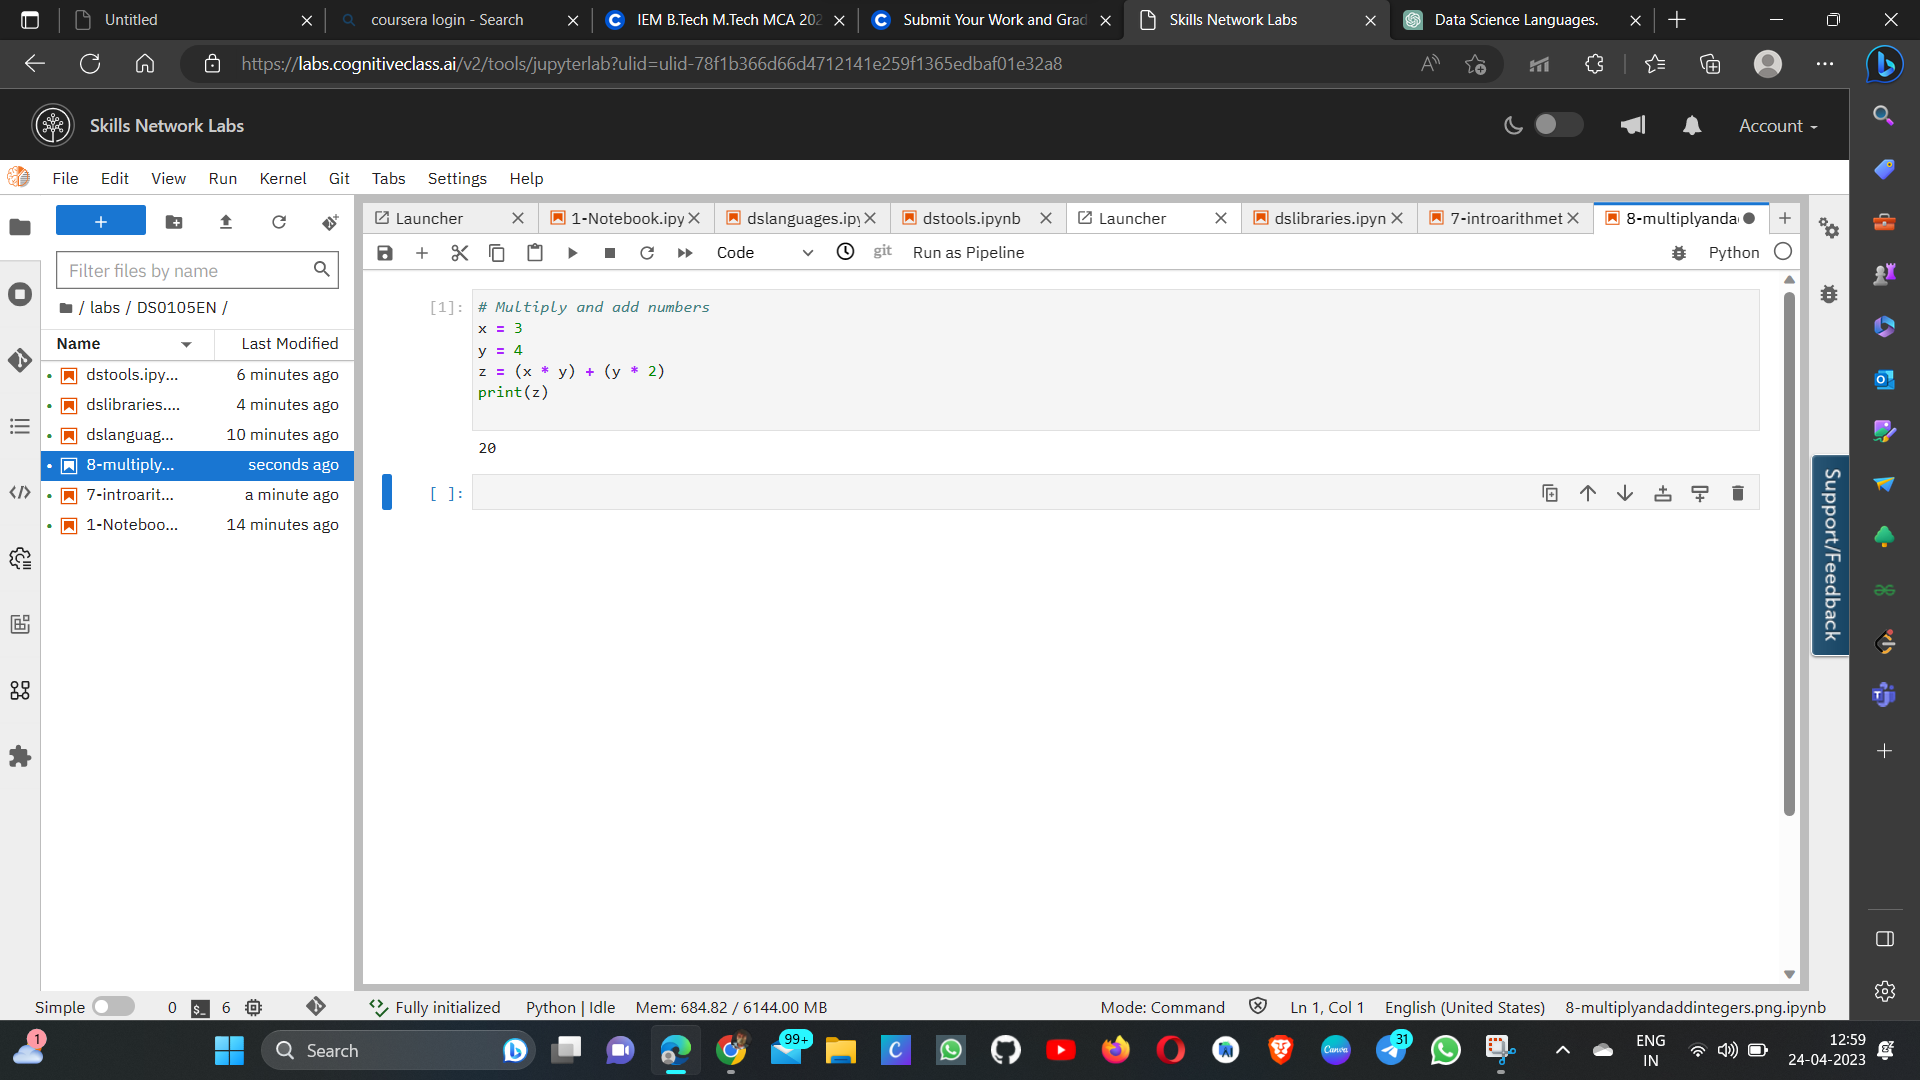 Untitled
coursera login - Search
IEM B.Tech M.Tech MCA 202
Submit Your Work and Grad
Skills Network Labs
Data Science Languages.
https://labs.cognitiveclass.ai/v2/tools/jupyterlab?ulid=ulid-78f1b366d66d4712141e259f1365edbaf01e32a8
Skills Network Labs
Account
File Edit View Run Kernel Git Tabs Settings Help
Launcher
1-Notebook.ipy
dslanguages.ipy
dstools.ipynb
Launcher
dslibraries.ipyn
7-introarithmet
8-multiplyanda
Code
git
Run as Pipeline
Python
Filter files by name
/ labs / DS0105EN /
Name Last Modified
dstools.ipy... 6 minutes ago
dslibraries.... 4 minutes ago
dslanguag... 10 minutes ago
8-multiply... seconds ago
7-introarit... a minute ago
1-Noteboo... 14 minutes ago
[1]: # Multiply and add numbers
x = 3
y = 4
z = (x * y) + (y * 2)
print(z)
20
[ ]:
Support/Feedback
Simple 0 6 Fully initialized Python | Idle Mem: 684.82 / 6144.00 MB Mode: Command Ln 1, Col 1 English (United States) 8-multiplyandaddintegers.png.ipynb
1
Search
99+
Canva
31
ENG
IN
12:59
24-04-2023